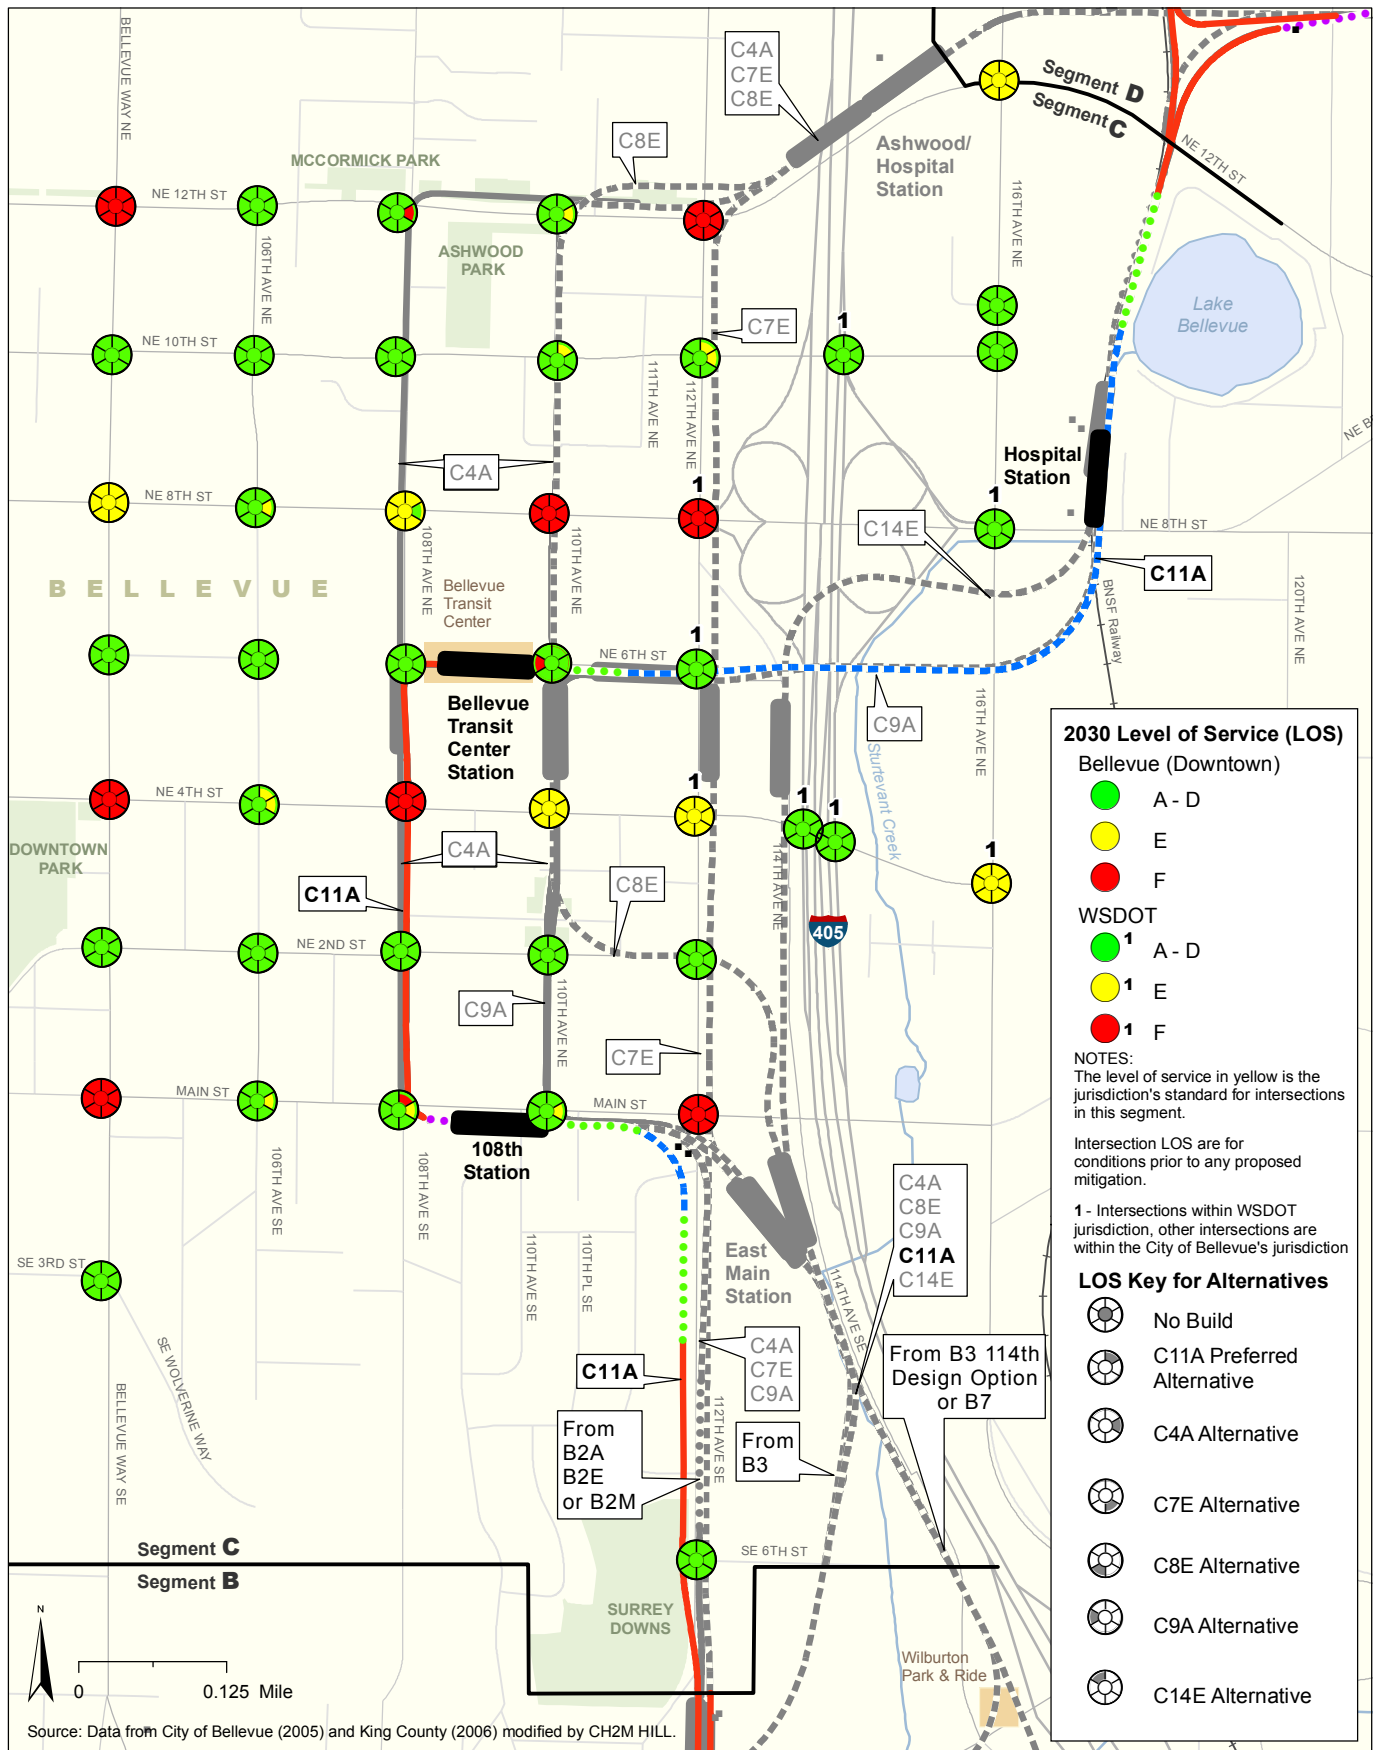 BELLEVUE WAY NE
C4A
C7E
C8E
Segment D
Segment C
NE 12TH ST
C8E
MCCORMICK PARK
Ashwood/
Hospital
Station
NE 12TH ST
106TH AVE NE
116TH AVE NE
ASHWOOD
PARK
Lake
Bellevue
C7E
1
NE 10TH ST
111TH AVE NE
112TH AVE NE
NE 8TH ST
C4A
Hospital
Station
1
1
C14E
NE 8TH ST
108TH AVE NE
110TH AVE NE
C11A
BELLEVUE
Bellevue
Transit
Center
BNSF Railway
120TH AVE NE
1
NE 6TH ST
C9A
116TH AVE NE
Bellevue
Transit
Center
Station
Sturtevant Creek
NE 4TH ST
1
1
1
1
DOWNTOWN
PARK
C4A
114TH AVE NE
C11A
C8E
405
NE 2ND ST
C9A
110TH AVE NE
C7E
MAIN ST
MAIN ST
108th
Station
106TH AVE SE
108TH AVE SE
C4A
C8E
C9A
C11A
C14E
110TH AVE SE
110TH PL SE
East
Main
Station
114TH AVE SE
SE 3RD ST
SE WOLVERINE WAY
C4A
C7E
C9A
C11A
From B3 114th
Design Option
or B7
BELLEVUE WAY SE
112TH AVE SE
From
B2A
B2E
or B2M
From
B3
Segment C
Segment B
SE 6TH ST
SURREY
DOWNS
Wilburton
Park & Ride
N
0 0.125 Mile
Source: Data from City of Bellevue (2005) and King County (2006) modified by CH2M HILL.
2030 Level of Service (LOS)
Bellevue (Downtown)
A - D
E
F
WSDOT
1 A - D
1 E
1 F
NOTES:
The level of service in yellow is the
jurisdiction's standard for intersections
in this segment.
Intersection LOS are for
conditions prior to any proposed
mitigation.
1 - Intersections within WSDOT
jurisdiction, other intersections are
within the City of Bellevue's jurisdiction
LOS Key for Alternatives
No Build
C11A Preferred
Alternative
C4A Alternative
C7E Alternative
C8E Alternative
C9A Alternative
C14E Alternative